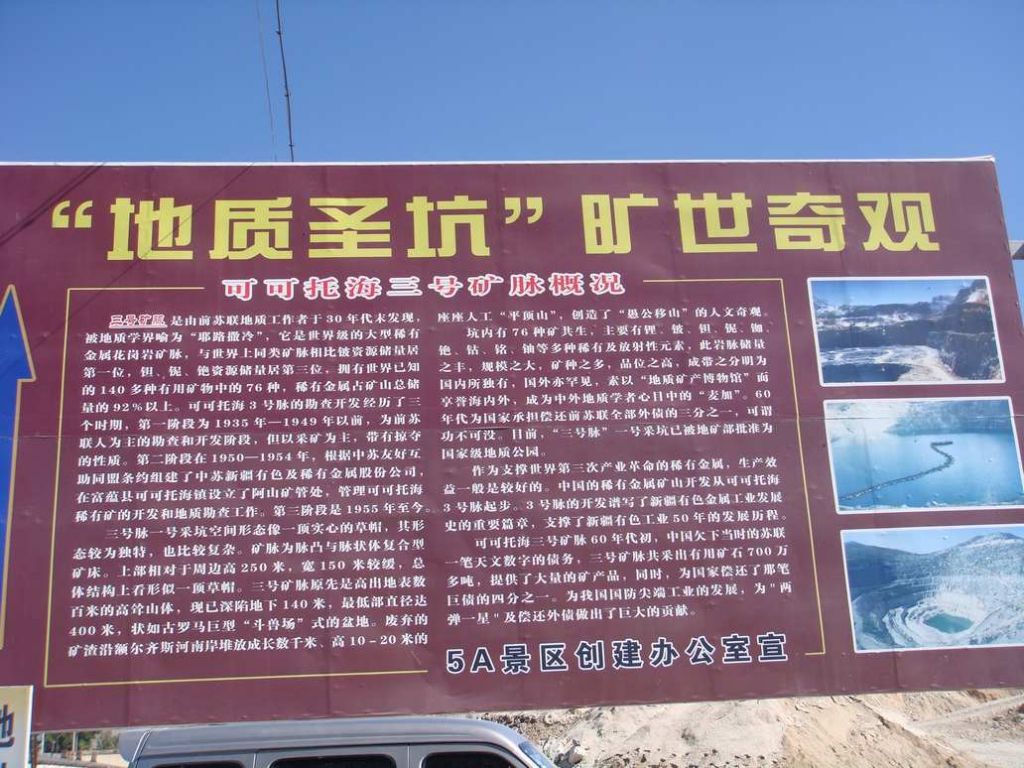 “地质圣坑”旷世奇观
可可托海三号矿脉概况
三号矿脉 是由前苏联地质工作者于30年代末发现，
被地质学界喻为“耶路撒冷”，它是世界级的大型稀有
金属花岗岩矿脉，与世界上同类矿脉相比铍资源储量居
第一位，钽、铌、铯资源储量居第三位，拥有世界已知
的140多种有用矿物中的76种，稀有金属占矿山总储
量的92%以上。可可托海3号脉的勘查开发经历了三
个时期，第一阶段为1935年—1949年以前，为前苏
联人为主的勘查和开发阶段，但以采矿为主，带有掠夺
的性质。第二阶段在1950—1954年，根据中苏友好互
助同盟条约组建了中苏新疆有色及稀有金属股份公司，
在富蕴县可可托海镇设立了阿山矿管处，管理可可托海
稀有矿的开发和地质勘查工作。第三阶段是1955年至今。
三号脉一号采坑空间形态像一顶实心的草帽，其形
态较为独特，也比较复杂。矿脉为脉凸与脉状体复合型
矿床。上部相对于周边高250米，宽150米较缓，总
体结构上看形似一顶草帽。三号矿脉原先是高出地表数
百米的高耸山体，现已深陷地下140米，最低部直径达
400米，状如古罗马巨型“斗兽场”式的盆地。废弃的
矿渣沿额尔齐斯河南岸堆放成长数千米、高10-20米的
座座人工“平顶山”，创造了“愚公移山”的人文奇观。
坑内有76种矿共生，主要有锂、铍、钽、铌、铷
铯、钴、铭、铀等多种稀有及放射性元素，此岩脉储量
之丰，规模之大，矿种之多，品位之高，成带之分明为
国内所独有，国外亦罕见，素以“地质矿产博物馆”而
享誉海内外，成为中外地质学者心目中的“麦加”。60
年代为国家承担偿还前苏联全部外债的三分之一，可谓
功不可没。目前，“三号脉”一号采坑已被地矿部批准为
国家级地质公园。
作为支撑世界第三次产业革命的稀有金属，生产效
益一般是较好的。中国的稀有金属矿山开发从可可托海
3号脉起步。3号脉的开发谱写了新疆有色金属工业发展
史的重要篇章，支撑了新疆有色工业50年的发展历程。
可可托海三号矿脉60年代初，中国欠下当时的苏联
一笔天文数字的债务，三号矿脉共采出有用矿石700万
多吨，提供了大量的矿产品，同时，为国家偿还了那笔
巨债的四分之一。为我国国防尖端工业的发展，为"两
弹一星"及偿还外债做出了巨大的贡献。
5A景区创建办公室宣